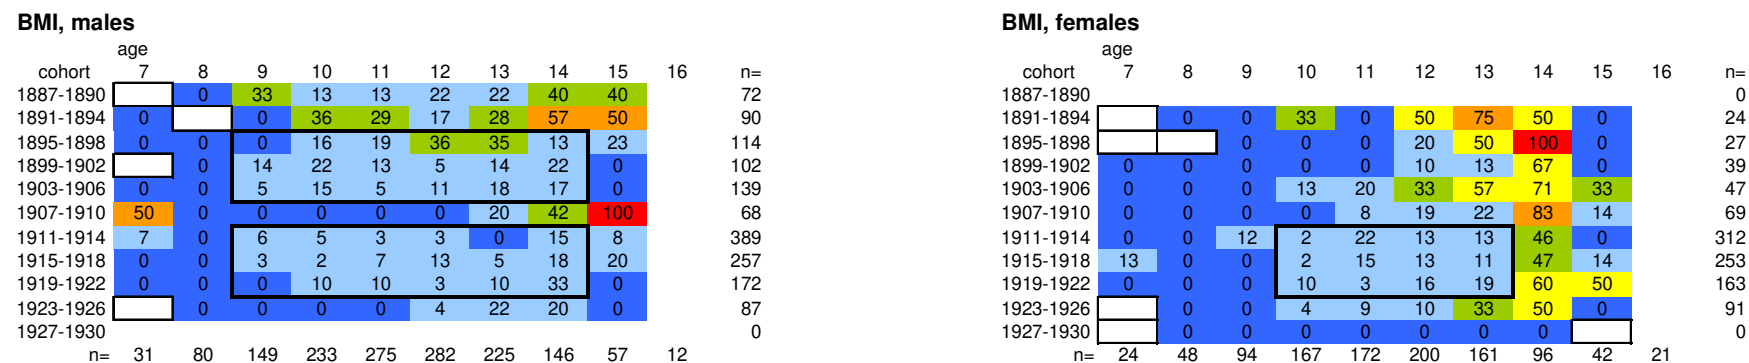 BMI, males BMI, females
age age
cohort 7 8 9 10 11 12 13 14 15 16 n= cohort 7 8 9 10 11 12 13 14 15 16 n=
1887-1890 0 33 13 13 22 22 40 40 72 1887-1890 0
1891-1894 0 0 36 29 17 28 57 50 90 1891-1894 0 0 33 0 50 75 50 0 24
1895-1898 0 0 0 16 19 36 35 13 23 114 1895-1898 0 0 0 20 50 100 0 27
1899-1902 0 14 22 13 5 14 22 0 102 1899-1902 0 0 0 0 0 10 13 67 0 39
1903-1906 0 0 5 15 5 11 18 17 0 139 1903-1906 0 0 0 13 20 33 57 71 33 47
1907-1910 50 0 0 0 0 0 20 42 100 68 1907-1910 0 0 0 0 8 19 22 83 14 69
1911-1914 7 0 6 5 3 3 0 15 8 389 1911-1914 0 0 12 2 22 13 13 46 0 312
1915-1918 0 0 3 2 7 13 5 18 20 257 1915-1918 13 0 0 2 15 13 11 47 14 253
1919-1922 0 0 0 10 10 3 10 33 0 172 1919-1922 0 0 0 10 3 16 19 60 50 163
1923-1926 0 0 0 0 4 22 20 0 87 1923-1926 0 0 4 9 10 33 50 0 91
1927-1930 0 1927-1930 0 0 0 0 0 0 0 0
n= 31 80 149 233 275 282 225 146 57 12 n= 24 48 94 167 172 200 161 96 42 21